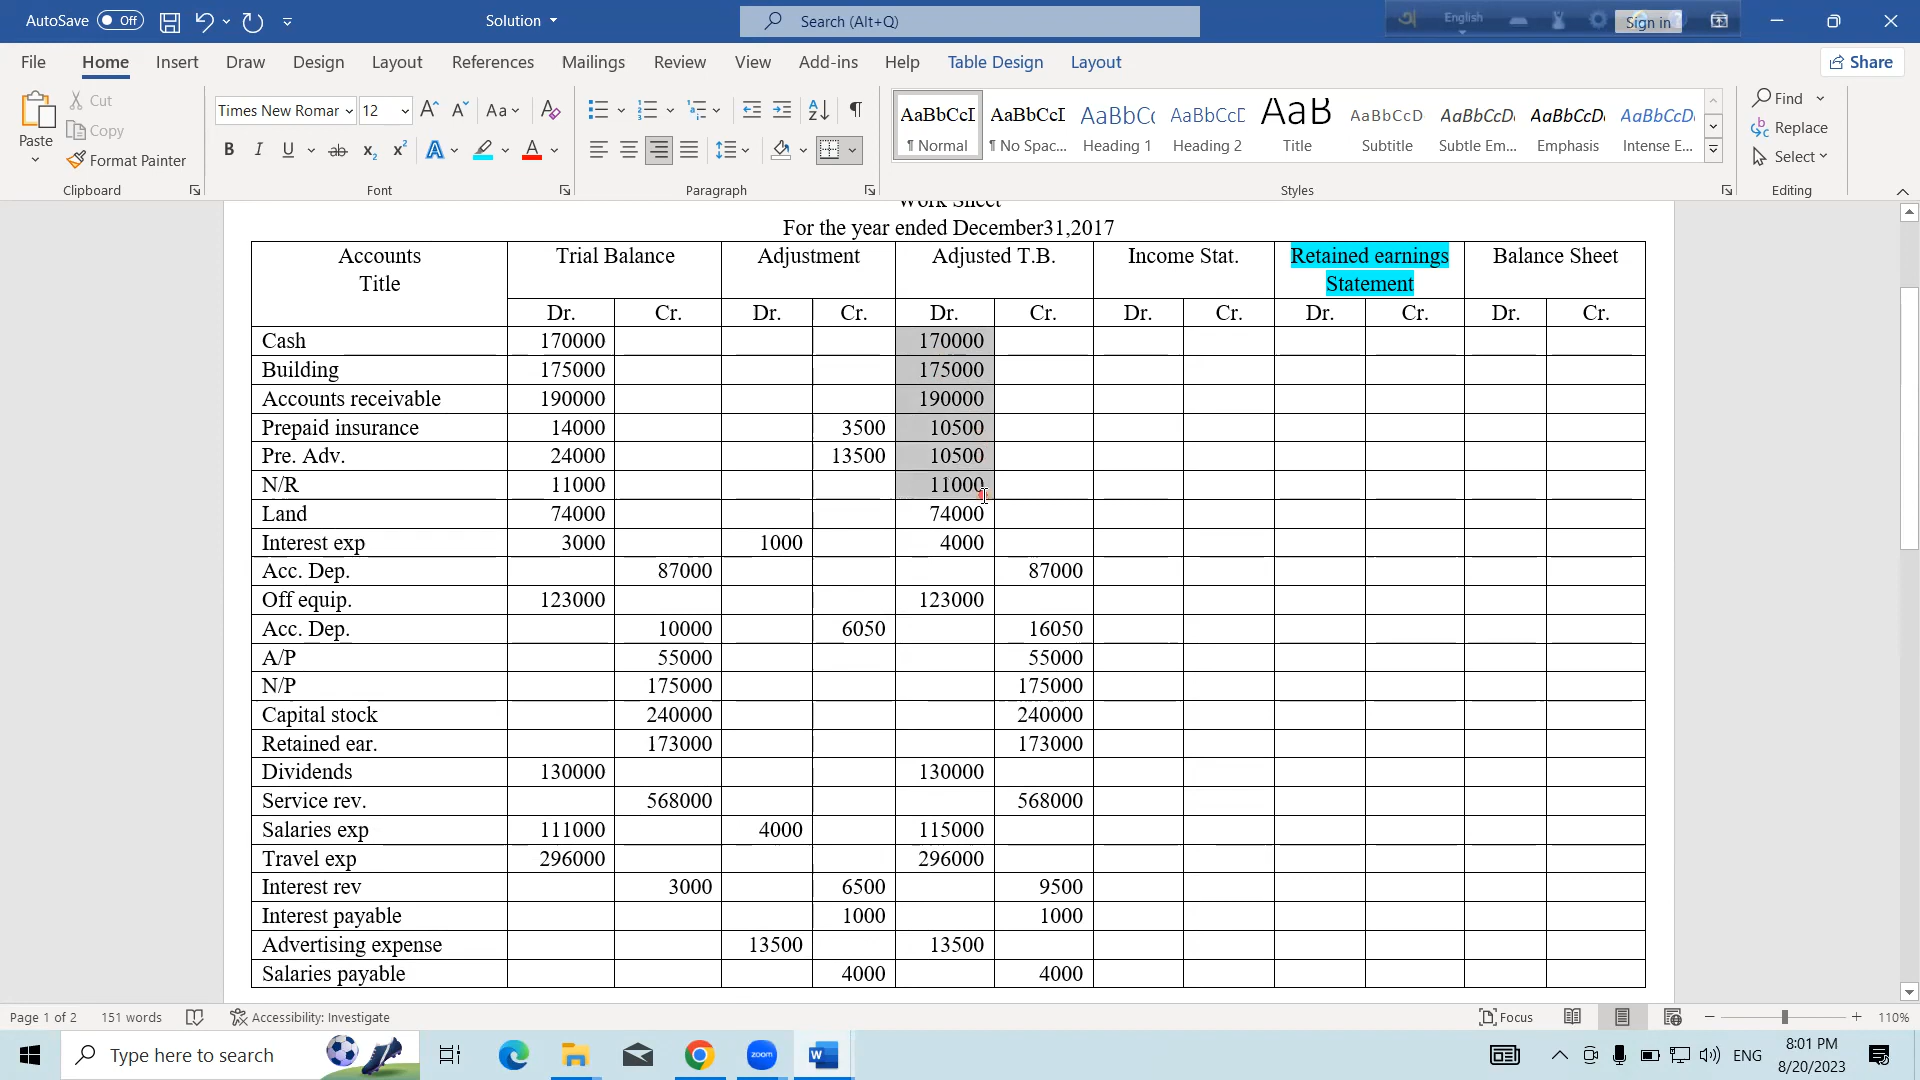 AutoSave Off Solution Search (Alt+Q) English Sign in
File Home Insert Draw Design Layout References Mailings Review View Add-ins Help Table Design Layout Share
Paste Cut Copy Format Painter
Times New Romar 12 Aa
AaBbCcI AaBbCcI AaBbC( AaBbCcD AaB AaBbCcD AaBbCcD AaBbCcD AaBbCcD
¶ Normal ¶ No Spac... Heading 1 Heading 2 Title Subtitle Subtle Em... Emphasis Intense E...
Find
Replace
Select
Clipboard Font Paragraph Styles Editing
Work Sheet
For the year ended December31,2017
Accounts Trial Balance Adjustment Adjusted T.B. Income Stat. Retained earnings Balance Sheet
Title Statement
Dr. Cr. Dr. Cr. Dr. Cr. Dr. Cr. Dr. Cr. Dr. Cr.
Cash 170000 170000
Building 175000 175000
Accounts receivable 190000 190000
Prepaid insurance 14000 3500 10500
Pre. Adv. 24000 13500 10500
N/R 11000 11000
Land 74000 74000
Interest exp 3000 1000 4000
Acc. Dep. 87000 87000
Off equip. 123000 123000
Acc. Dep. 10000 6050 16050
A/P 55000 55000
N/P 175000 175000
Capital stock 240000 240000
Retained ear. 173000 173000
Dividends 130000 130000
Service rev. 568000 568000
Salaries exp 111000 4000 115000
Travel exp 296000 296000
Interest rev 3000 6500 9500
Interest payable 1000 1000
Advertising expense 13500 13500
Salaries payable 4000 4000
Page 1 of 2 151 words Accessibility: Investigate Focus 110%
Type here to search zoom ENG 8:01 PM
8/20/2023